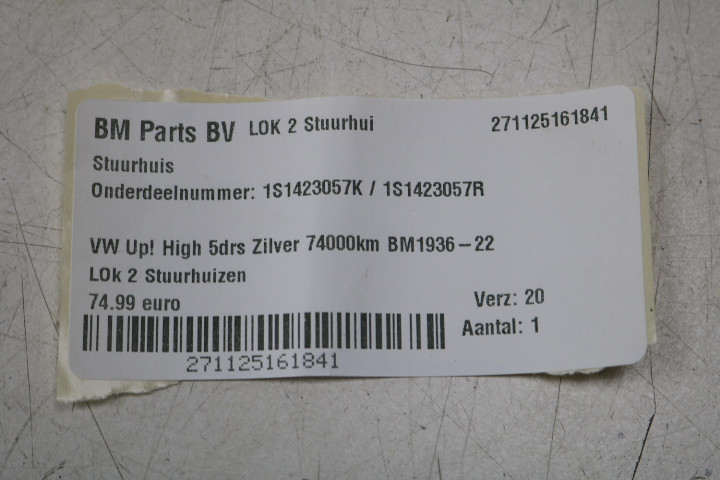 BM Parts BV LOK 2 Stuurhui 271125161841
Stuurhuis
Onderdeelnummer: 1S1423057K / 1S1423057R
VW Up! High 5drs Zilver 74000km BM1936-22
LOk 2 Stuurhuizen
74.99 euro Verz: 20
Aantal: 1
271125161841